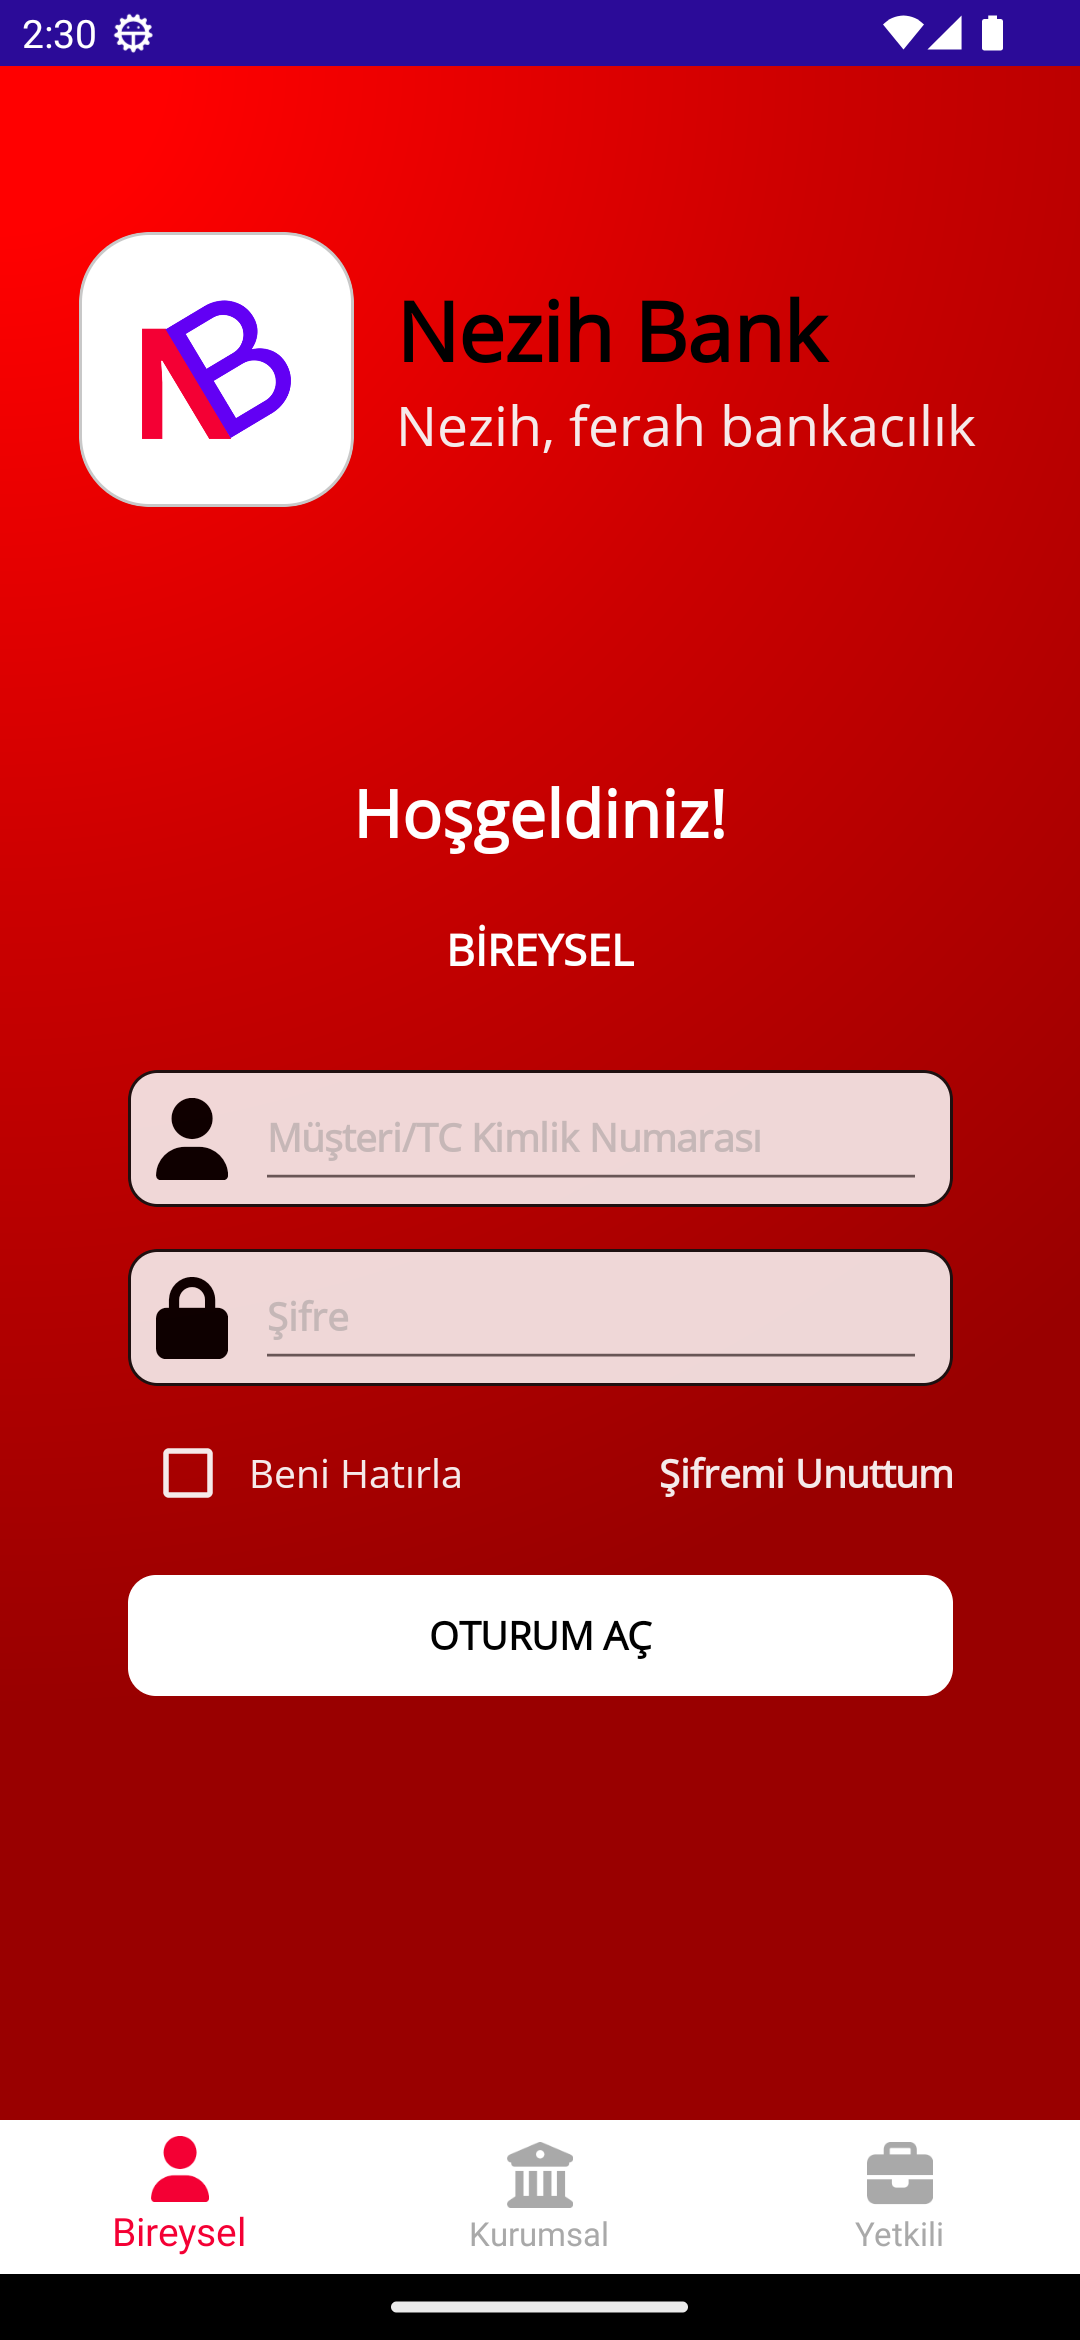 2:30
NB
Nezih Bank
Nezih, ferah bankacılık
Hoşgeldiniz!
BİREYSEL
Müşteri/TC Kimlik Numarası
Şifre
Beni Hatırla
Şifremi Unuttum
OTURUM AÇ
Bireysel
Kurumsal
Yetkili